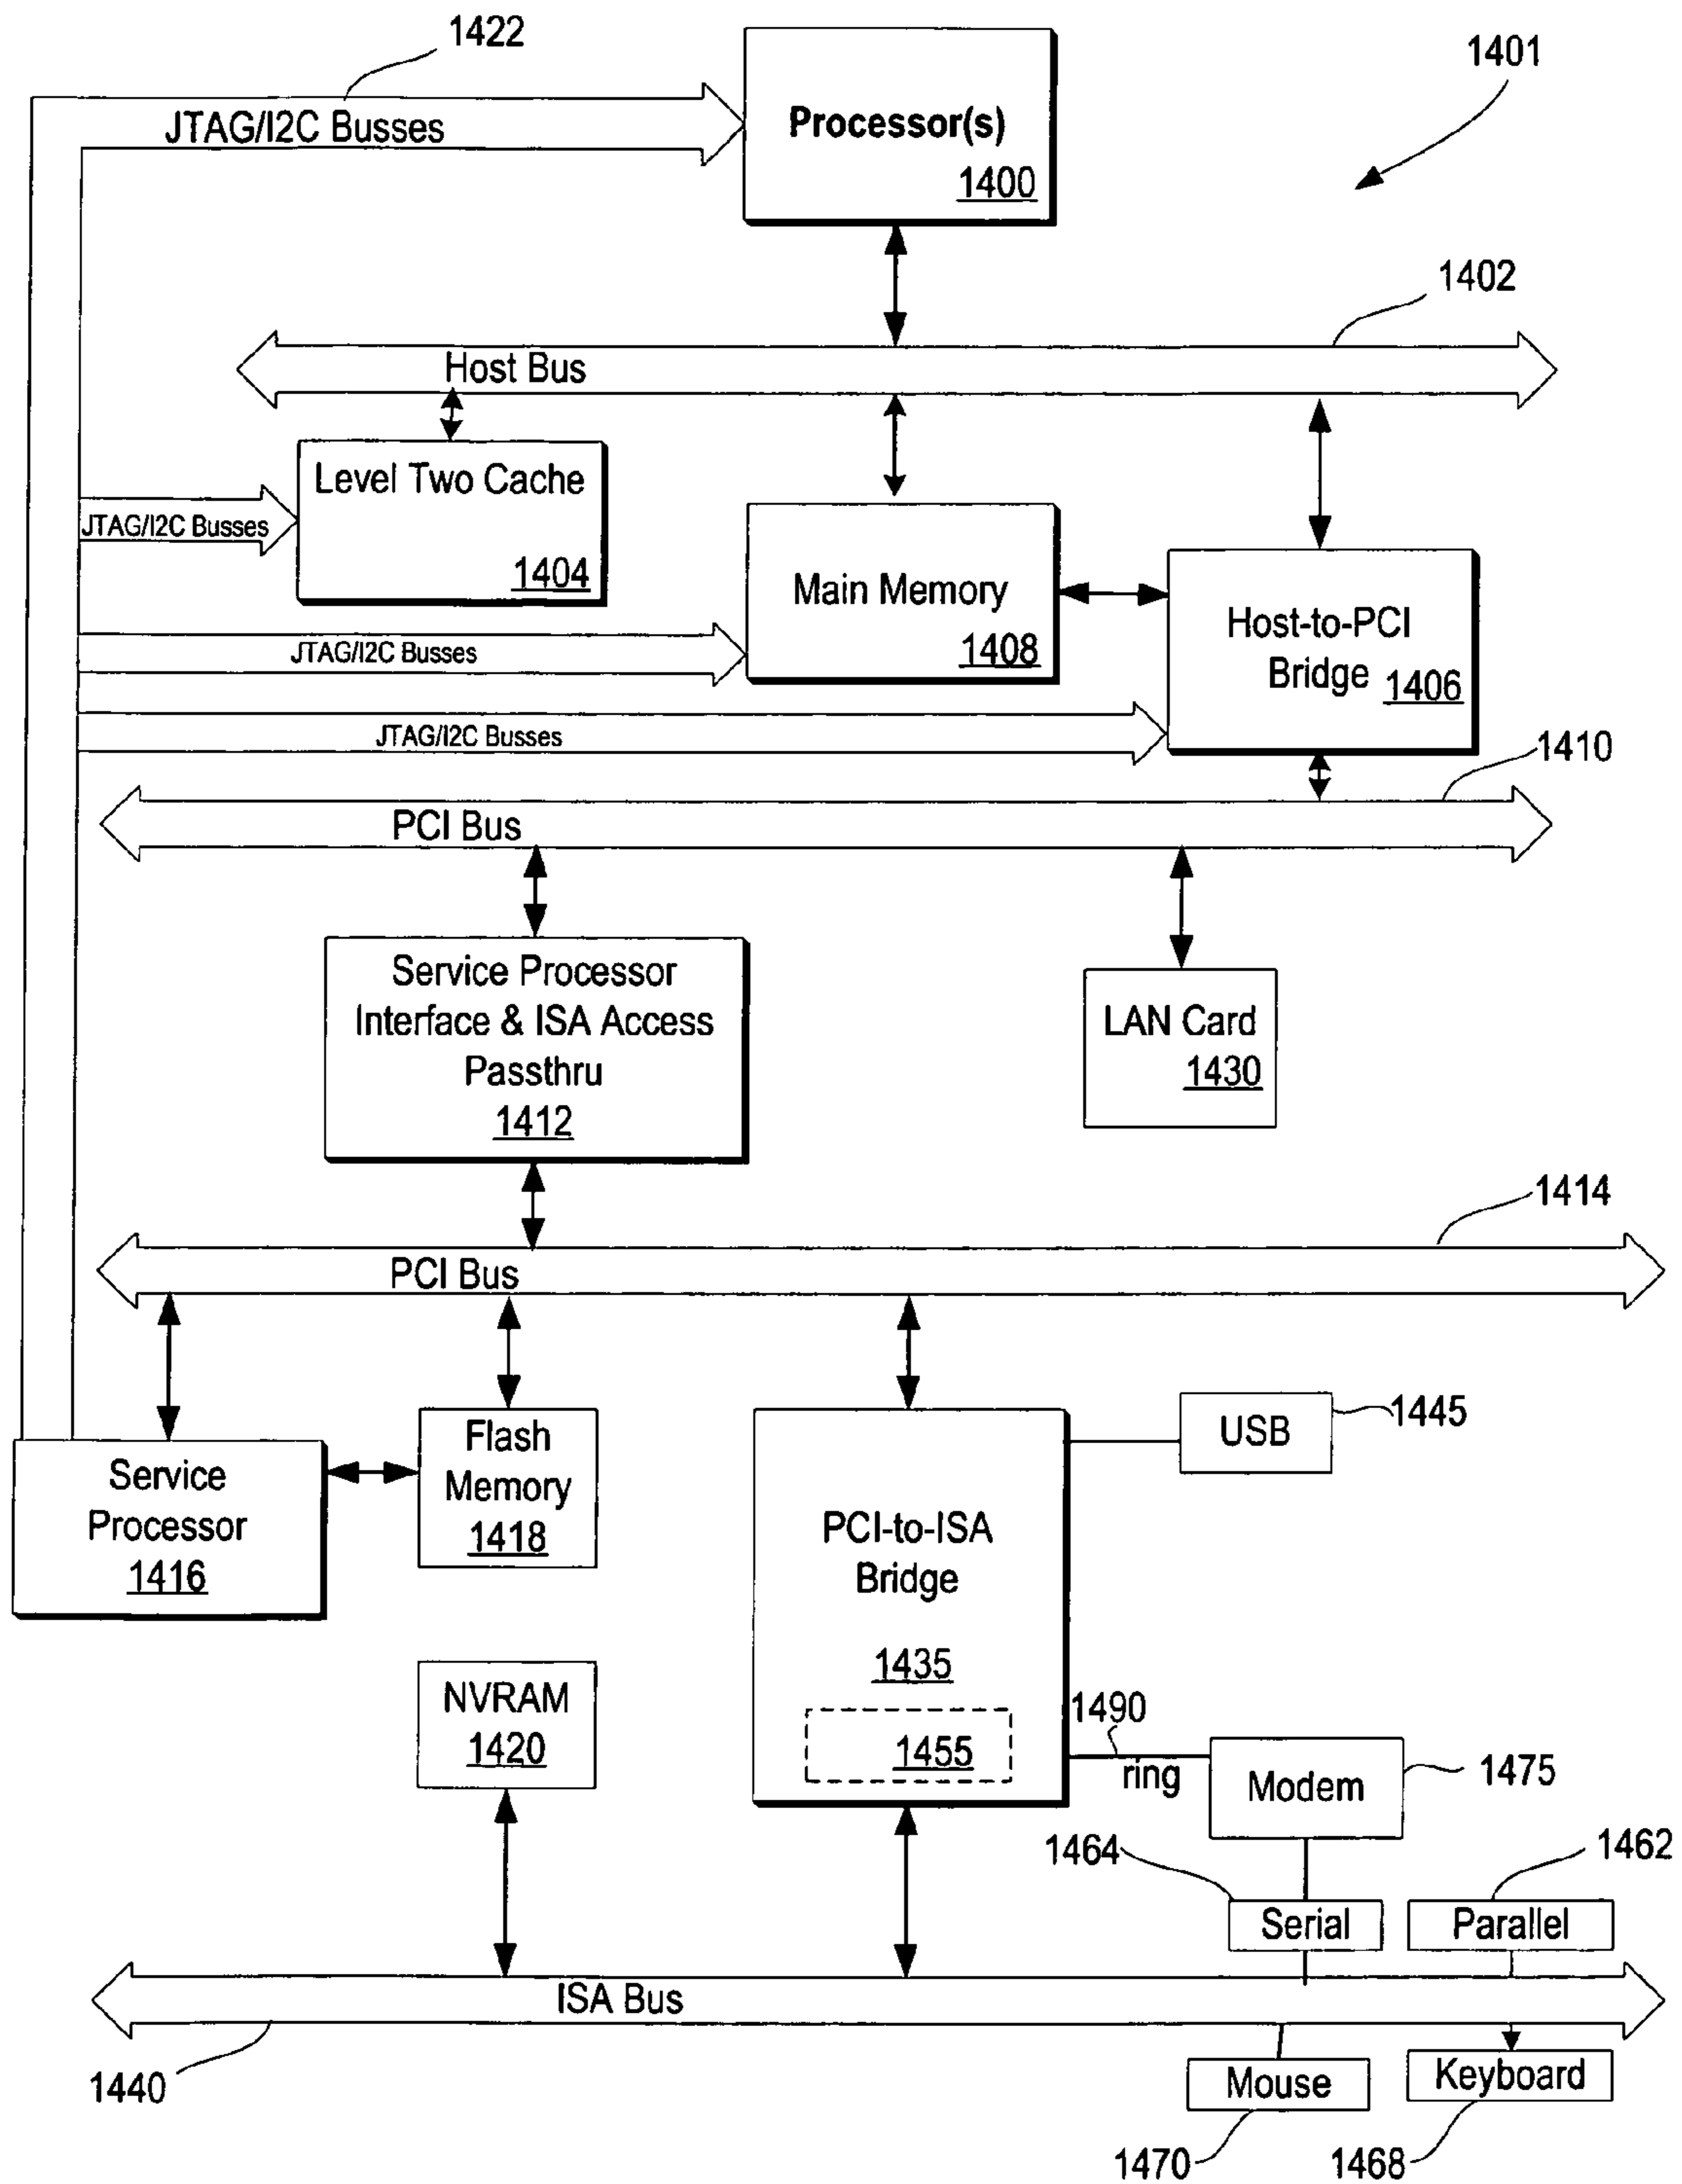 1422
1401
JTAG/I2C Busses
Processor(s)
1400
1402
Host Bus
Level Two Cache
1404
JTAG/I2C Busses
Main Memory
1408
Host-to-PCI
Bridge 1406
JTAG/I2C Busses
JTAG/I2C Busses
1410
PCI Bus
Service Processor
Interface & ISA Access
Passthru
1412
LAN Card
1430
1414
PCI Bus
Service
Processor
1416
Flash
Memory
1418
USB
1445
PCI-to-ISA
Bridge
1435
1455
NVRAM
1420
1490
ring
Modem
1475
1464
1462
Serial
Parallel
ISA Bus
1440
Mouse
Keyboard
1470
1468